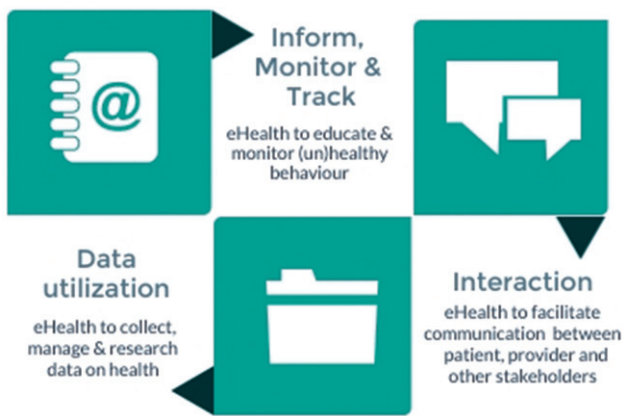 @
Inform,
Monitor &
Track
eHealth to educate &
monitor (un)healthy
behaviour
Data
utilization
eHealth to collect,
manage & research
data on health
Interaction
eHealth to facilitate
communication between
patient, provider and
other stakeholders